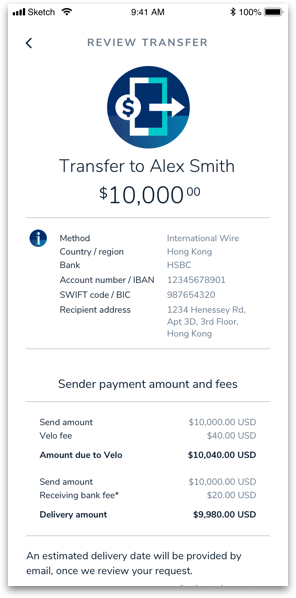 Sketch 9:41 AM 100%
REVIEW TRANSFER
$
Transfer to Alex Smith
$10,000.00
i
Method International Wire
Country / region Hong Kong
Bank HSBC
Account number / IBAN 12345678901
SWIFT code / BIC 987654320
Recipient address 1234 Henessey Rd,
Apt 3D, 3rd Floor,
Hong Kong
Sender payment amount and fees
Send amount $10,000.00 USD
Velo fee $40.00 USD
Amount due to Velo $10,040.00 USD
Send amount $10,000.00 USD
Receiving bank fee* $20.00 USD
Delivery amount $9,980.00 USD
An estimated delivery date will be provided by
email, once we review your request.